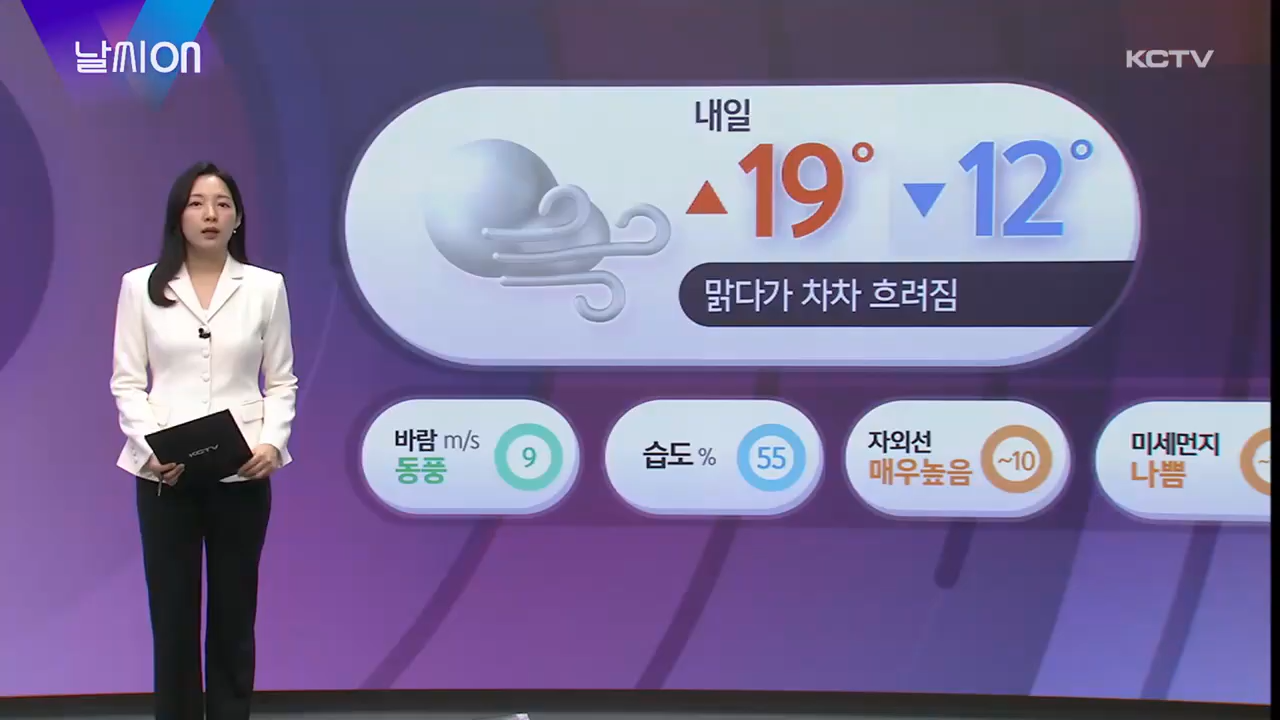 날씨ON
KCTV
내일
▲19° ▼12°
맑다가 차차 흐려짐
바람 m/s
동풍
9
습도 %
55
자외선
매우높음
~10
미세먼지
나쁨
KCTV